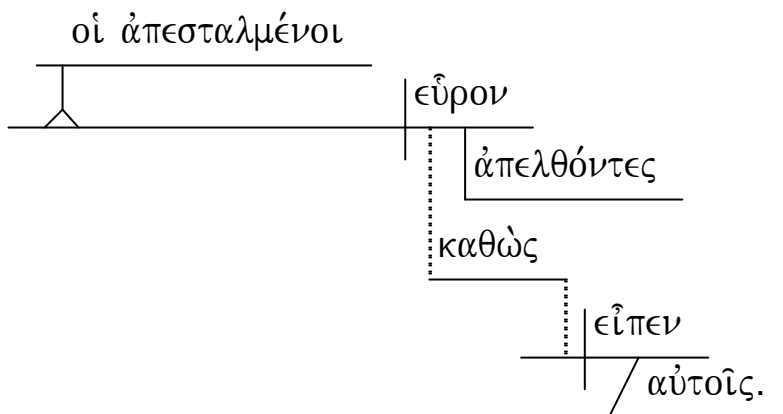 οἱ ἀπεσταλμένοι
εὗρον
ἀπελθόντες
καθὼς
εἶπεν
αὐτοῖς.